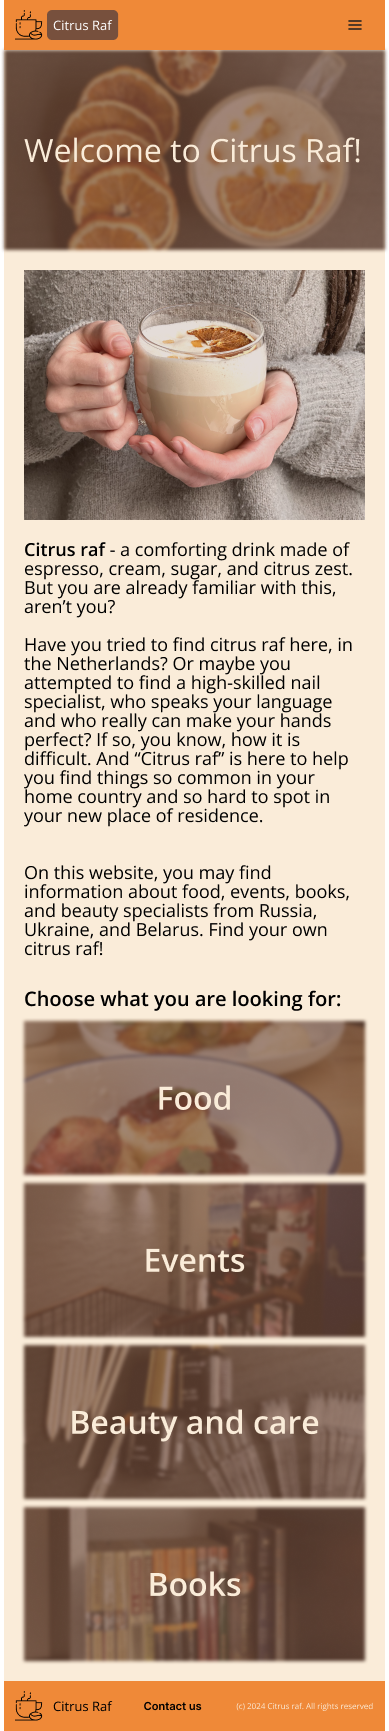 Citrus Raf
Welcome to Citrus Raf!
Citrus raf - a comforting drink made of
espresso, cream, sugar, and citrus zest.
But you are already familiar with this,
aren’t you?
Have you tried to find citrus raf here, in
the Netherlands? Or maybe you
attempted to find a high-skilled nail
specialist, who speaks your language
and who really can make your hands
perfect? If so, you know, how it is
difficult. And “Citrus raf” is here to help
you find things so common in your
home country and so hard to spot in
your new place of residence.
On this website, you may find
information about food, events, books,
and beauty specialists from Russia,
Ukraine, and Belarus. Find your own
citrus raf!
Choose what you are looking for:
Food
Events
Beauty and care
Books
Citrus Raf Contact us (c) 2024 Citrus raf. All rights reserved